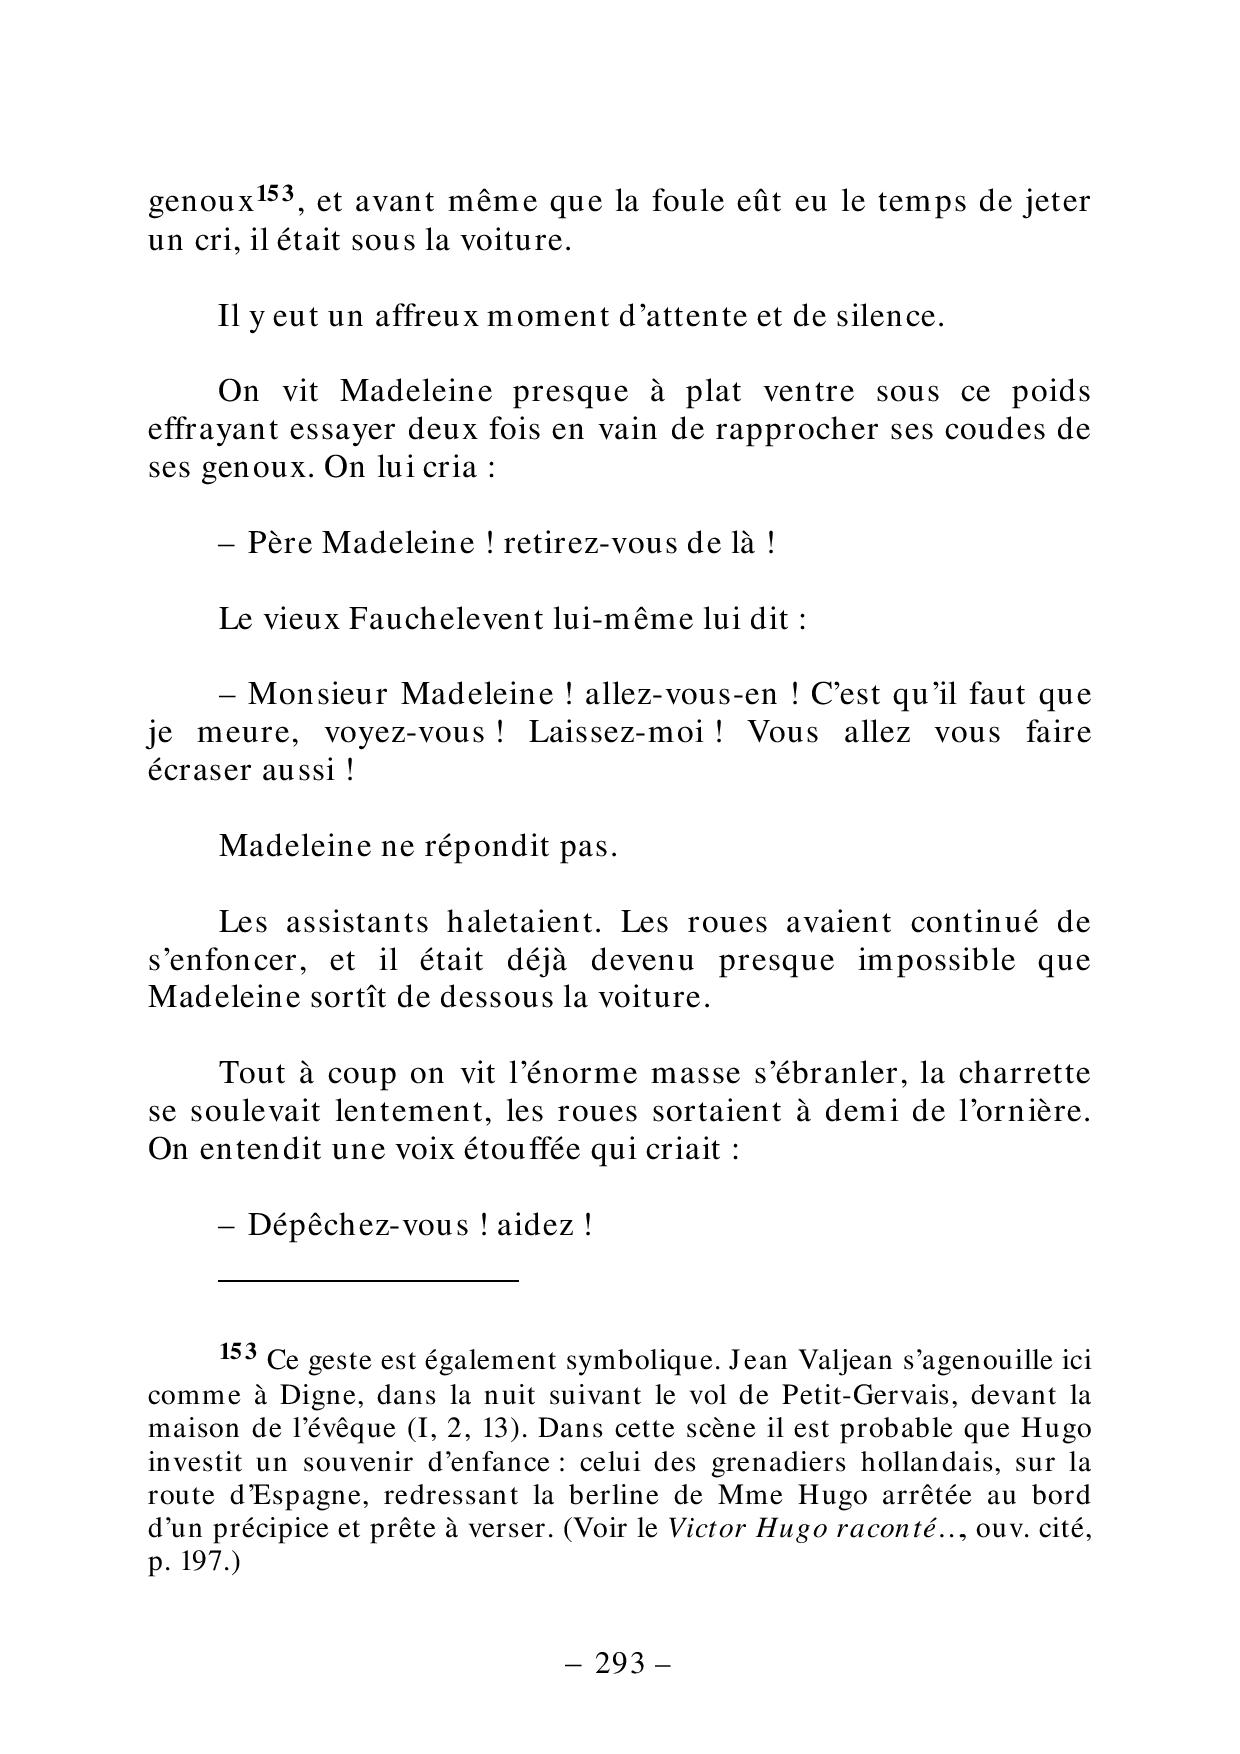 genoux153, et avant même que la foule eût eu le temps de jeter
un cri, il était sous la voiture.
Il y eut un affreux moment d’attente et de silence.
On vit Madeleine presque à plat ventre sous ce poids
effrayant essayer deux fois en vain de rapprocher ses coudes de
ses genoux. On lui cria :
– Père Madeleine ! retirez-vous de là !
Le vieux Fauchelevent lui-même lui dit :
– Monsieur Madeleine ! allez-vous-en ! C’est qu’il faut que
je meure, voyez-vous ! Laissez-moi ! Vous allez vous faire
écraser aussi !
Madeleine ne répondit pas.
Les assistants haletaient. Les roues avaient continué de
s’enfoncer, et il était déjà devenu presque impossible que
Madeleine sortît de dessous la voiture.
Tout à coup on vit l’énorme masse s’ébranler, la charrette
se soulevait lentement, les roues sortaient à demi de l’ornière.
On entendit une voix étouffée qui criait :
– Dépêchez-vous ! aidez !
153 Ce geste est également symbolique. Jean Valjean s’agenouille ici
comme à Digne, dans la nuit suivant le vol de Petit-Gervais, devant la
maison de l’évêque (I, 2, 13). Dans cette scène il est probable que Hugo
investit un souvenir d’enfance : celui des grenadiers hollandais, sur la
route d’Espagne, redressant la berline de Mme Hugo arrêtée au bord
d’un précipice et prête à verser. (Voir le Victor Hugo raconté…, ouv. cité,
p. 197.)
– 293 –